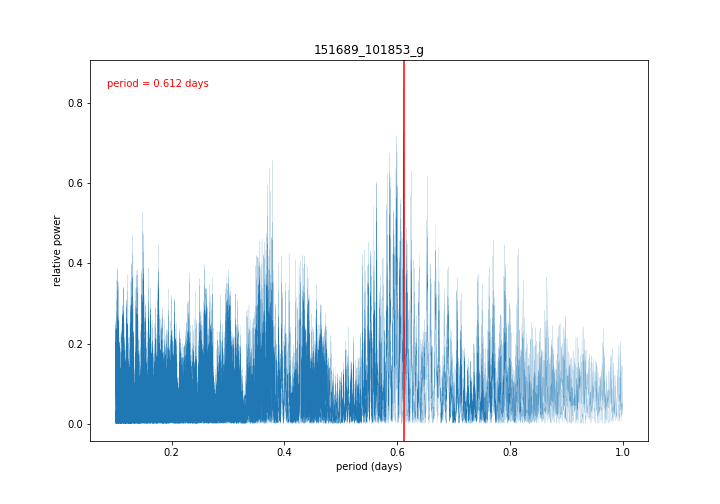 151689_101853_g
period = 0.612 days
relative power
0.8
0.6
0.4
0.2
0.0
0.2 0.4 0.6 0.8 1.0
period (days)